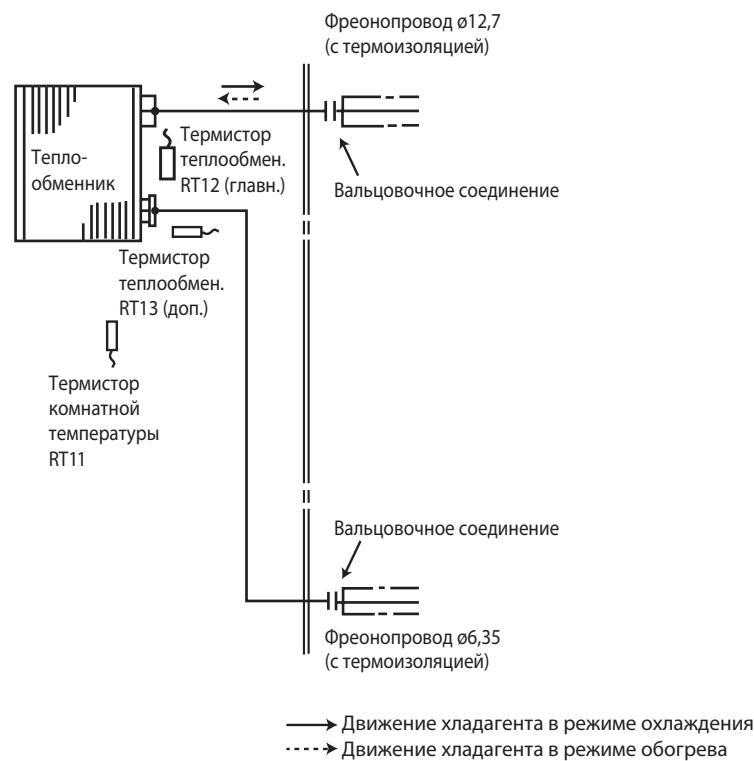 Фреонопровод ø12,7
(с термоизоляцией)
Термистор
теплообмен.
RT12 (главн.)
Тепло-
обменник
Вальцовочное соединение
Термистор
теплообмен.
RT13 (доп.)
Термистор
комнатной
температуры
RT11
Вальцовочное соединение
Фреонопровод ø6,35
(с термоизоляцией)
Движение хладагента в режиме охлаждения
Движение хладагента в режиме обогрева